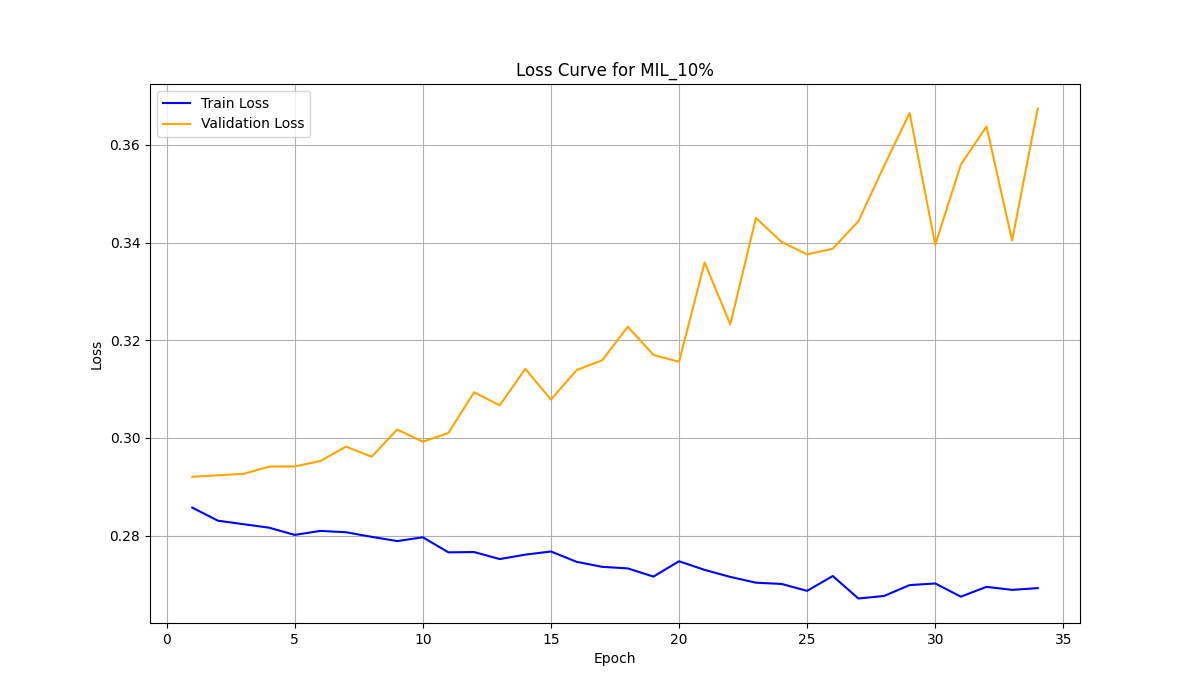 Loss Curve for MIL_10%
Train Loss
Validation Loss
Loss
0.36
0.34
0.32
0.30
0.28
0 5 10 15 20 25 30 35
Epoch